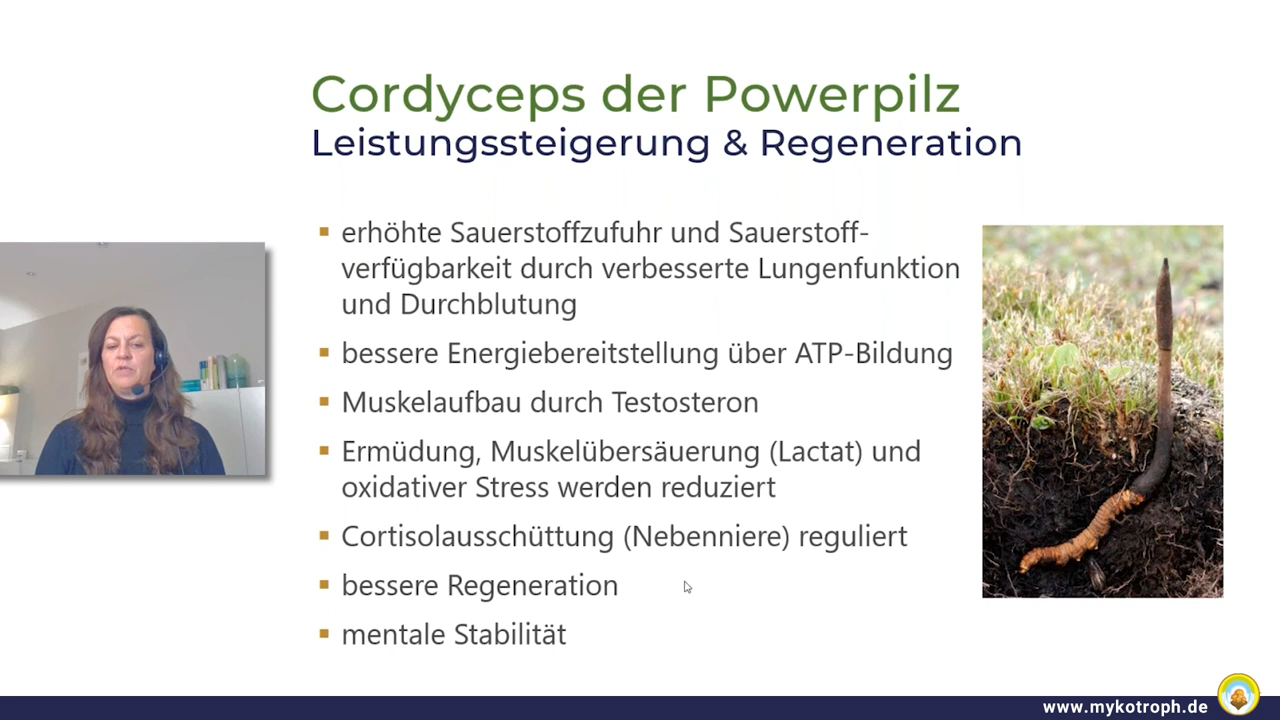 Cordyceps der Powerpilz
Leistungssteigerung & Regeneration
erhöhte Sauerstoffzufuhr und Sauerstoff-
verfügbarkeit durch verbesserte Lungenfunktion
und Durchblutung
bessere Energiebereitstellung über ATP-Bildung
Muskelaufbau durch Testosteron
Ermüdung, Muskelübersäuerung (Lactat) und
oxidativer Stress werden reduziert
Cortisolausschüttung (Nebenniere) reguliert
bessere Regeneration
mentale Stabilität
www.mykotroph.de